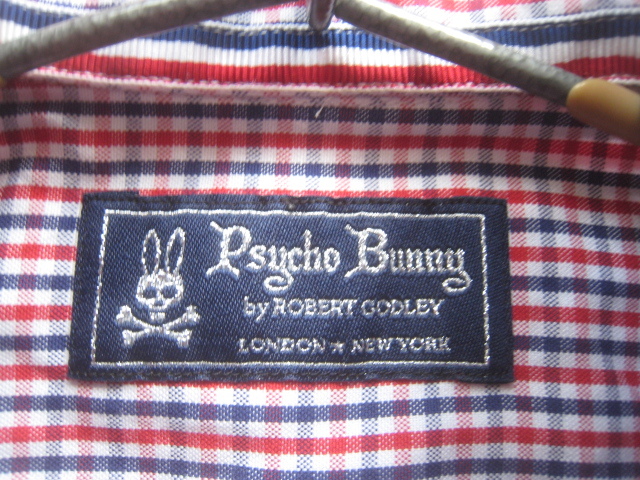 Psycho Bunny
by ROBERT GODLEY
LONDON ★ NEW YORK